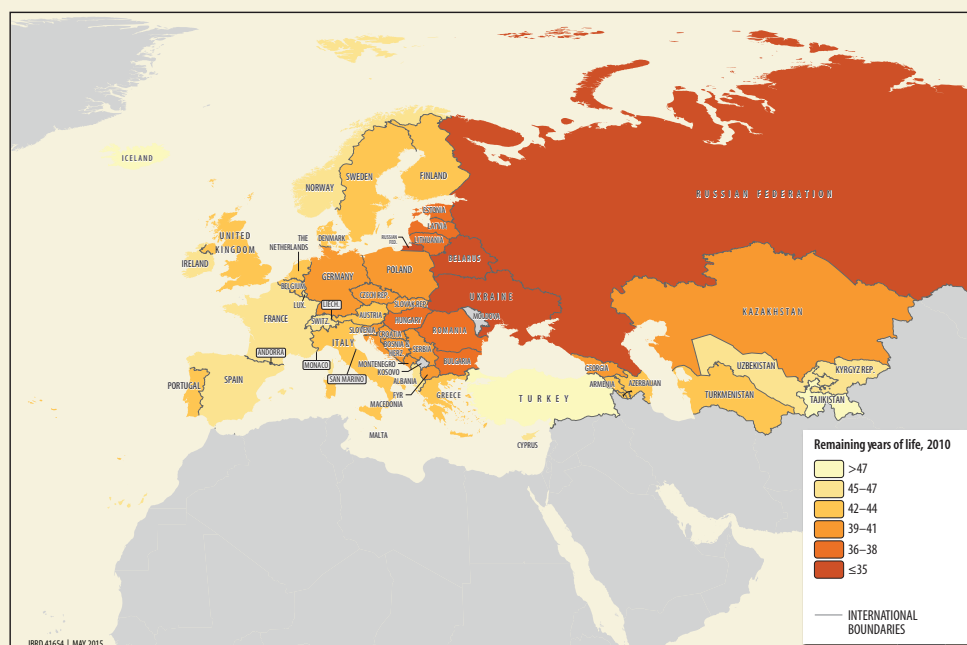 ICELAND
NORWAY
SWEDEN
FINLAND
RUSSIAN FEDERATION
ESTONIA
LATVIA
LITHUANIA
RUSSIAN
FED.
UNITED
KINGDOM
THE
NETHERLANDS
DENMARK
IRELAND
BELARUS
GERMANY
POLAND
BELGIUM
LUX.
CZECH REP.
UKRAINE
LIECH.
SLOVAK REP.
FRANCE
SWITZ.
AUSTRIA
HUNGARY
MOLDOVA
KAZAKHSTAN
SLOVENIA
CROATIA
ROMANIA
ITALY
BOSNIA &
HERZ.
SERBIA
ANDORRA
MONACO
SAN MARINO
MONTENEGRO
KOSOVO
BULGARIA
ALBANIA
FYR
MACEDONIA
GEORGIA
ARMENIA
AZERBAIJAN
UZBEKISTAN
KYRGYZ REP.
TURKMENISTAN
TAJIKISTAN
PORTUGAL
SPAIN
GREECE
TURKEY
MALTA
CYPRUS
Remaining years of life, 2010
>47
45–47
42–44
39–41
36–38
≤35
INTERNATIONAL
BOUNDARIES
IBRD 41654 | MAY 2015